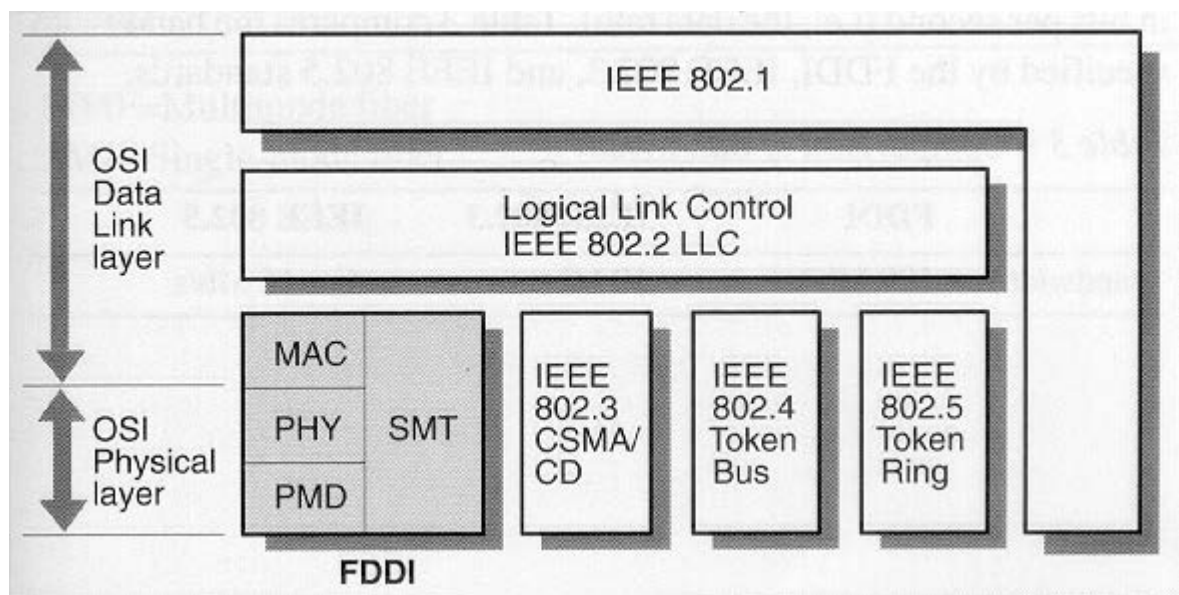 IEEE 802.1
OSI
Data
Link
layer
Logical Link Control
IEEE 802.2 LLC
MAC
PHY
PMD
SMT
IEEE
802.3
CSMA/
CD
IEEE
802.4
Token
Bus
IEEE
802.5
Token
Ring
OSI
Physical
layer
FDDI